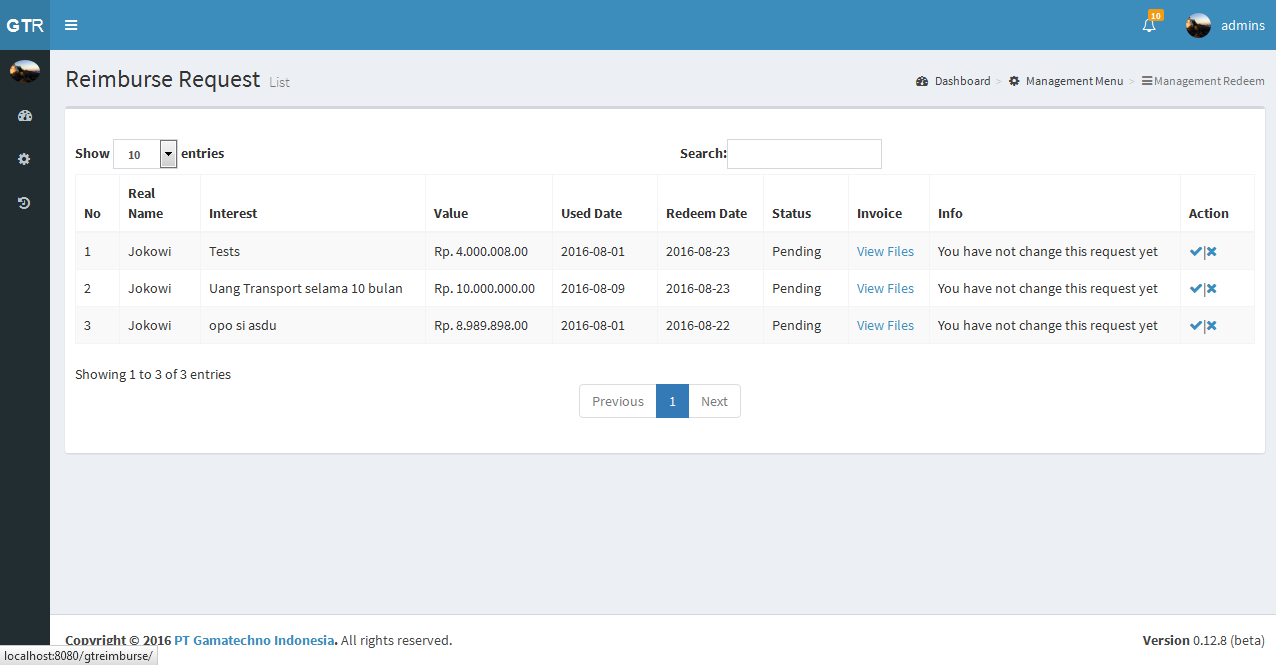 GTR
10
admins
Reimburse Request List
Dashboard > Management Menu > Management Redeem
Show 10 entries
Search:
No Real Name Interest Value Used Date Redeem Date Status Invoice Info Action
1 Jokowi Tests Rp. 4.000.008.00 2016-08-01 2016-08-23 Pending View Files You have not change this request yet |
2 Jokowi Uang Transport selama 10 bulan Rp. 10.000.000.00 2016-08-09 2016-08-23 Pending View Files You have not change this request yet |
3 Jokowi opo si asdu Rp. 8.989.898.00 2016-08-01 2016-08-22 Pending View Files You have not change this request yet |
Showing 1 to 3 of 3 entries
Previous 1 Next
Copyright © 2016 PT Gamatechno Indonesia. All rights reserved.
Version 0.12.8 (beta)
localhost:8080/gtreimburse/